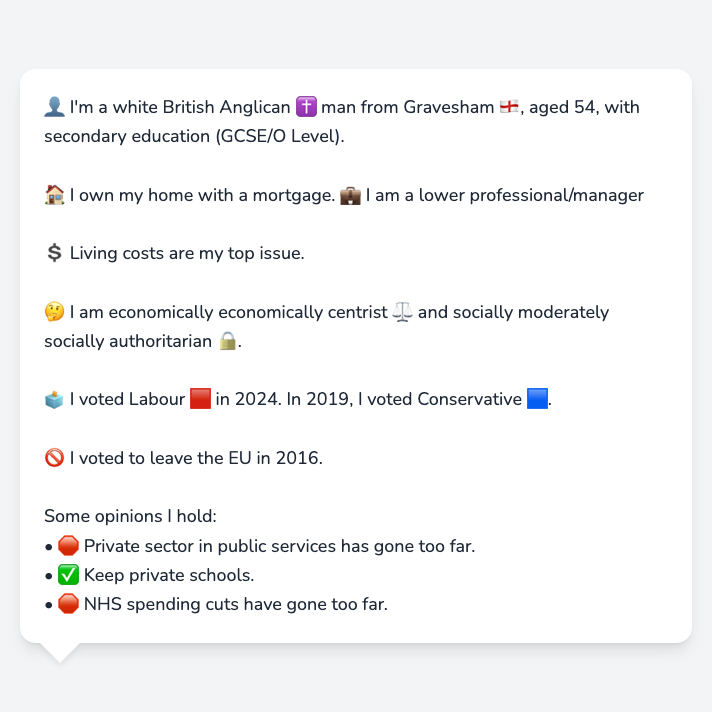 👤 I'm a white British Anglican ✝️ man from Gravesham 🏴󠁧󠁢󠁥󠁮󠁧󠁿, aged 54, with
secondary education (GCSE/O Level).
🏠 I own my home with a mortgage. 💼 I am a lower professional/manager
💲 Living costs are my top issue.
🤔 I am economically economically centrist ⚖️ and socially moderately
socially authoritarian 🔒.
🗳️ I voted Labour 🟥 in 2024. In 2019, I voted Conservative 🟦.
🚫 I voted to leave the EU in 2016.
Some opinions I hold:
• 🛑 Private sector in public services has gone too far.
• ✅ Keep private schools.
• 🛑 NHS spending cuts have gone too far.